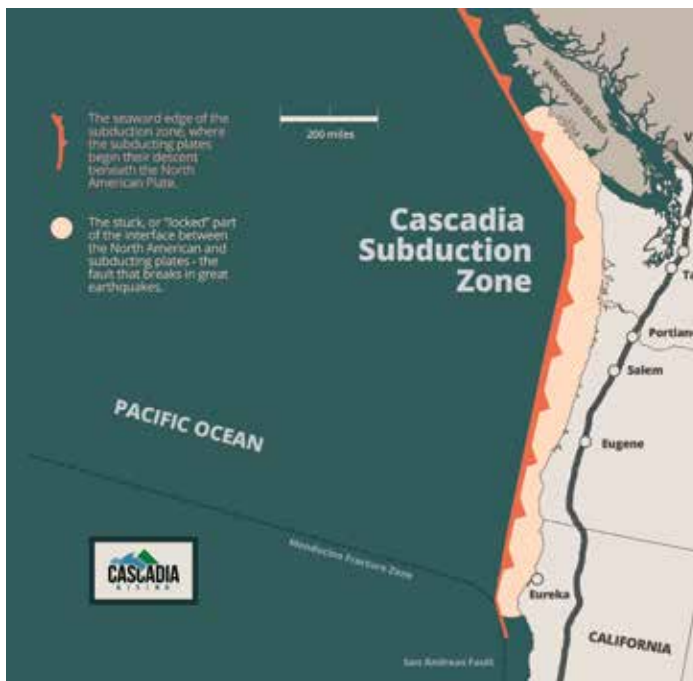 VANCOUVER ISLAND
V
The seaward edge of the
subduction zone, where
the subducting plates
begin their descent
beneath the North
American Plate.
200 miles
The stuck, or "locked" part
of the interface between
the North American and
subducting plates - the
fault that breaks in great
earthquakes.
Cascadia
Subduction
Zone
Portlan
Salem
PACIFIC OCEAN
Eugene
Mendocino Fracture Zone
CASCADIA
RISING
Eureka
CALIFORNIA
San Andreas Fault